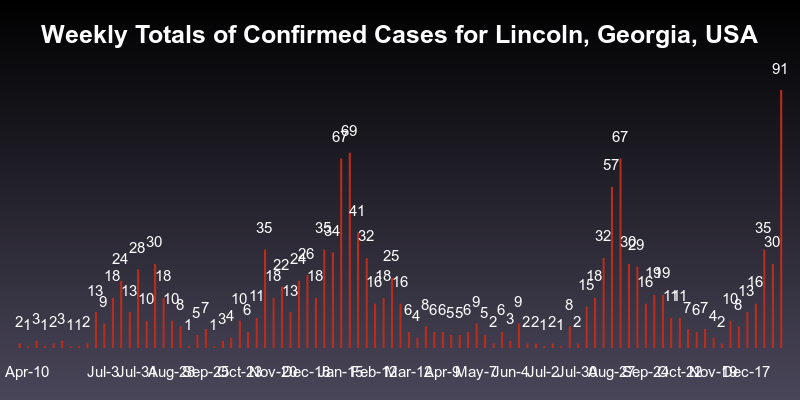 Weekly Totals of Confirmed Cases for Lincoln, Georgia, USA
91
67 69
67
57
41
35 35 34 32 32 35
30 30 29 30
28
24 22 24 26 25
18 18 18 18 18 16 16 15 18 16 19 19 16
13 13 13 13
10 10 10 11 11 11 10
9 8 7 6 8 6 6 9 6 9 8 7 6 7 8
2 1 3 1 2 3 1 1 2 1 5 1 3 4 6 4 5 5 5 2 3 2 2 1 2 1 2 4 2
Apr-10 Jul-3 Jul-31 Aug-28 Sep-25 Oct-23 Nov-20 Dec-18 Jan-15 Feb-12 Mar-12 Apr-9 May-7 Jun-4 Jul-2 Jul-30 Aug-27 Sep-24 Oct-22 Nov-19 Dec-17